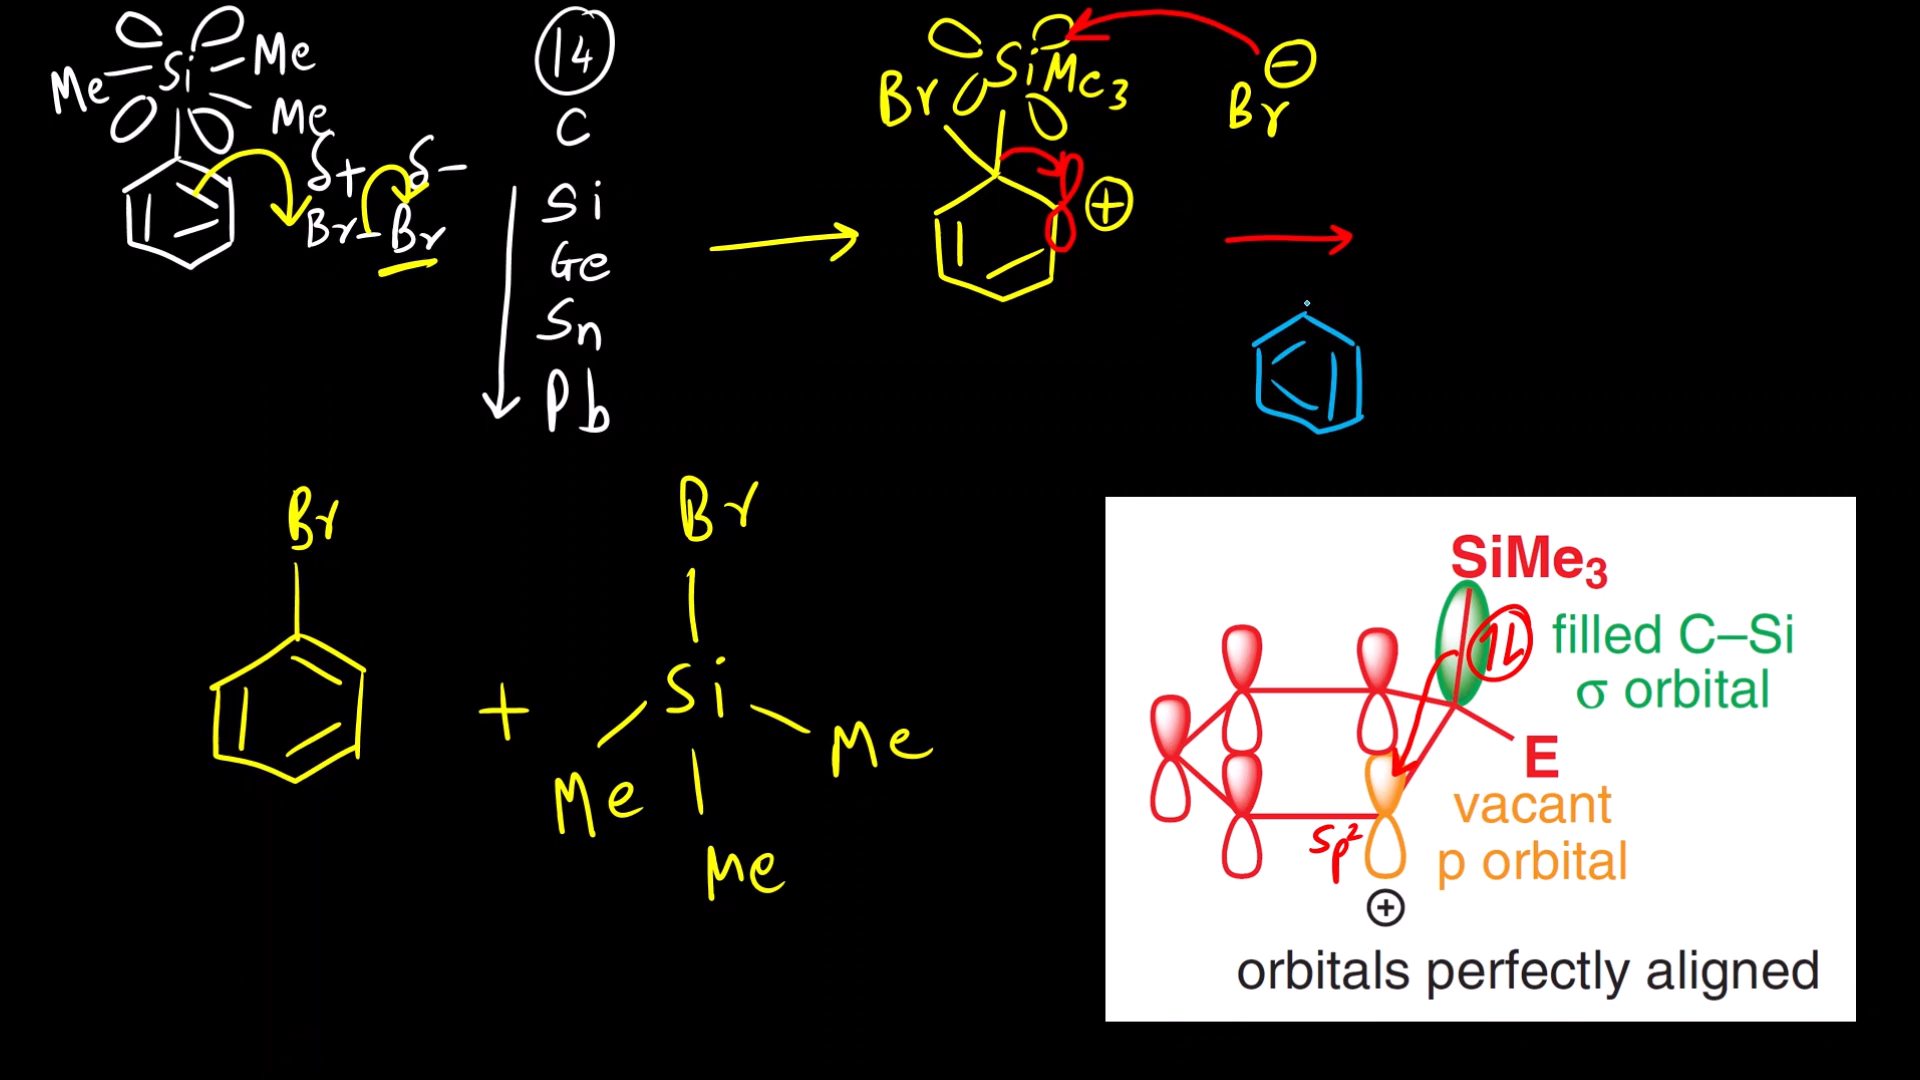 Me Si Me
Me
δ+ δ-
Br-Br
14
C
Si
Ge
Sn
Pb
Br SiMe3
⊕
⊖
Br
Br
+
Br
Si
Me Me
Me
SiMe3
1L
filled C–Si
σ orbital
E
vacant
p orbital
sp2
⊕
orbitals perfectly aligned